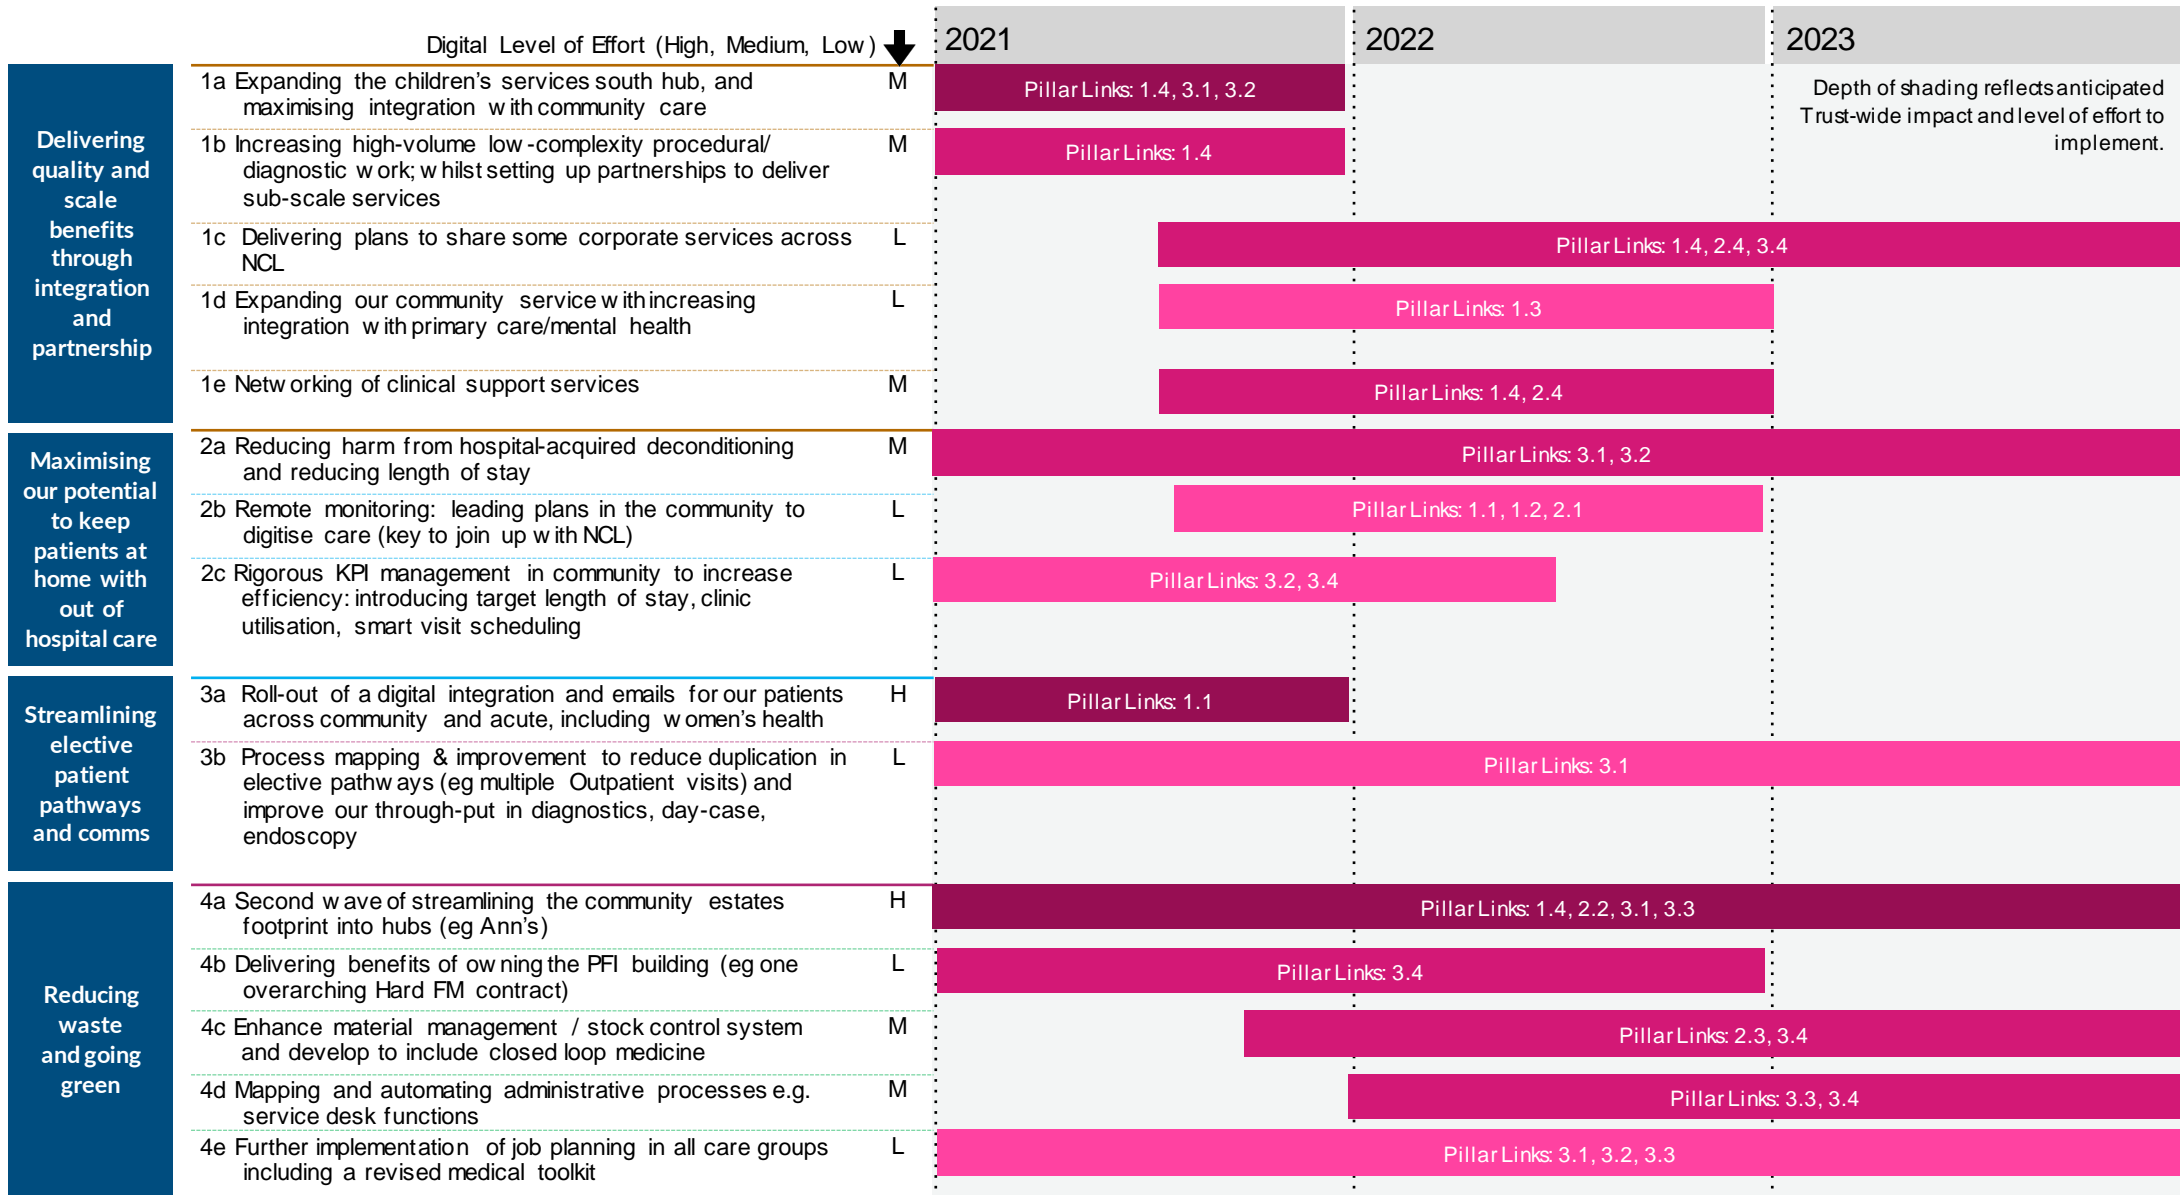 Digital Level of Effort (High, Medium, Low)
2021
2022
2023
Depth of shading reflects anticipated
Trust-wide impact and level of effort to
implement.
Delivering
quality and
scale
benefits
through
integration
and
partnership
1a Expanding the children's services south hub, and
maximising integration with community care
M
Pillar Links: 1.4, 3.1, 3.2
1b Increasing high-volume low-complexity procedural/
diagnostic work; whilst setting up partnerships to deliver
sub-scale services
M
Pillar Links: 1.4
1c Delivering plans to share some corporate services across
NCL
L
Pillar Links: 1.4, 2.4, 3.4
1d Expanding our community service with increasing
integration with primary care/mental health
L
Pillar Links: 1.3
1e Networking of clinical support services
M
Pillar Links: 1.4, 2.4
Maximising
our potential
to keep
patients at
home with
out of
hospital care
2a Reducing harm from hospital-acquired deconditioning
and reducing length of stay
M
Pillar Links: 3.1, 3.2
2b Remote monitoring: leading plans in the community to
digitise care (key to join up with NCL)
L
Pillar Links: 1.1, 1.2, 2.1
2c Rigorous KPI management in community to increase
efficiency: introducing target length of stay, clinic
utilisation, smart visit scheduling
L
Pillar Links: 3.2, 3.4
Streamlining
elective
patient
pathways
and comms
3a Roll-out of a digital integration and emails for our patients
across community and acute, including women's health
H
Pillar Links: 1.1
3b Process mapping & improvement to reduce duplication in
elective pathways (eg multiple Outpatient visits) and
improve our through-put in diagnostics, day-case,
endoscopy
L
Pillar Links: 3.1
Reducing
waste
and going
green
4a Second wave of streamlining the community estates
footprint into hubs (eg Ann's)
H
Pillar Links: 1.4, 2.2, 3.1, 3.3
4b Delivering benefits of owning the PFI building (eg one
overarching Hard FM contract)
L
Pillar Links: 3.4
4c Enhance material management / stock control system
and develop to include closed loop medicine
M
Pillar Links: 2.3, 3.4
4d Mapping and automating administrative processes e.g.
service desk functions
M
Pillar Links: 3.3, 3.4
4e Further implementation of job planning in all care groups
including a revised medical toolkit
L
Pillar Links: 3.1, 3.2, 3.3